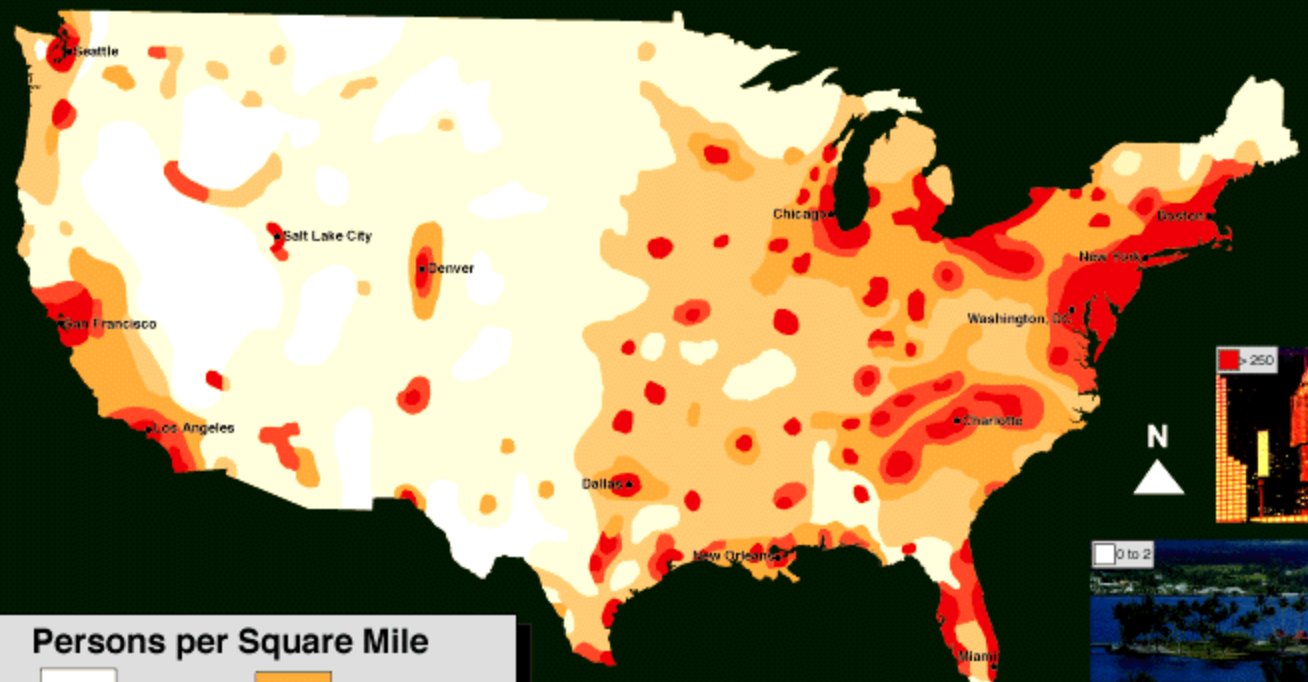 Seattle
Salt Lake City
Denver
San Francisco
Los Angeles
Dallas
New Orleans
Chicago
Boston
New York
Washington, Dc
Charlotte
Miami
> 250
N
0 to 2
Persons per Square Mile